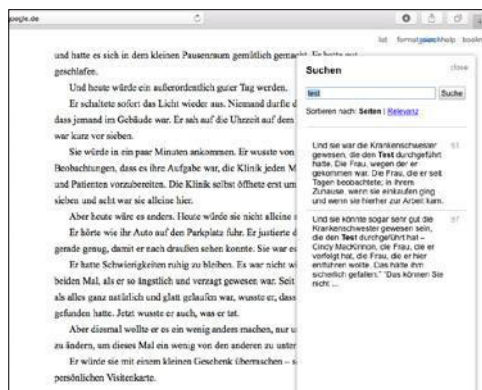 oogle.de
list format search help
und hatte es sich in dem kleinen Pausenraum gemütlich gemacht. Er hatte gut
geschlafen.
Und heute würde ein außerordentlich guter Tag werden.
Er schaltete sofort das Licht wieder aus. Niemand durfte
dass jemand im Gebäude war. Er sah auf die Uhrzeit auf dem
war kurz vor sieben.
Sie würde in ein paar Minuten ankommen. Er wusste von
Beobachtungen, dass es ihre Aufgabe war, die Klinik jeden M
und Patienten vorzubereiten. Die Klinik selbst öffnete erst um
sieben und acht war sie alleine hier.
Aber heute wäre es anders. Heute würde sie nicht alleine
Er hörte wie ihr Auto auf den Parkplatz fuhr. Er justierte d
gerade genug, damit er nach draußen sehen konnte. Sie war es
Er hatte Schwierigkeiten ruhig zu bleiben. Es war nicht wi
beiden Mal, als er so ängstlich und verzagt gewesen war. Seit
als alles ganz natürlich und glatt gelaufen war, wusste er, dass
gefunden hatte. Jetzt wusste er auch, was er tat.
Aber diesmal wollte er es ein wenig anders machen, nur u
zu ändern, um dieses Mal ein wenig von den anderen zu unter
Er würde sie mit einem kleinen Geschenk überraschen – s
persönlichen Visitenkarte.
Suchen
close
test
Suche
Sortieren nach: Seiten | Relevanz
Und sie war die Krankenschwester
gewesen, die den Test durchgeführt
hatte. Die Frau, wegen der er
gekommen war. Die Frau, die er seit
Tagen beobachtete; in ihrem
Zuhause, wenn sie einkaufen ging
und wenn sie hierher zur Arbeit kam.
Und sie könnte sogar sehr gut die
Krankenschwester gewesen sein,
die den Test durchgeführt hat –
Cindy MacKinnon, die Frau, die er
verfolgt hat, die Frau, die er hier
entführen wollte. Das hätte ihm
sicherlich gefallen." "Das können Sie
nicht ...